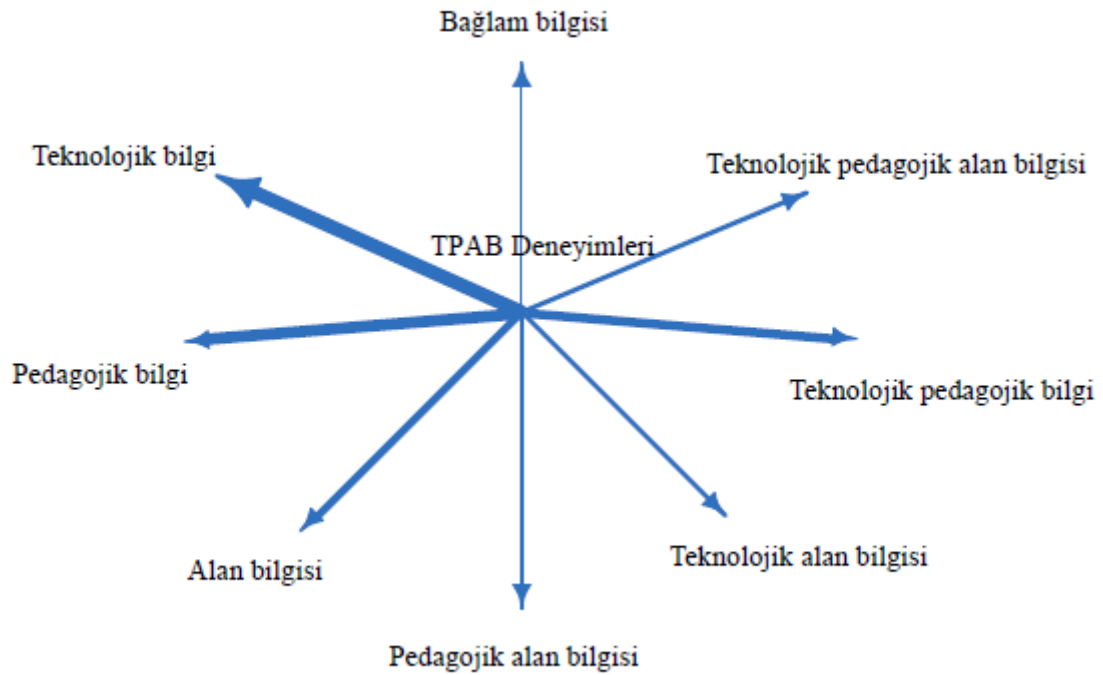 Bağlam bilgisi
Teknolojik bilgi
Teknolojik pedagojik alan bilgisi
TPAB Deneyimleri
Pedagojik bilgi
Teknolojik pedagojik bilgi
Alan bilgisi
Teknolojik alan bilgisi
Pedagojik alan bilgisi